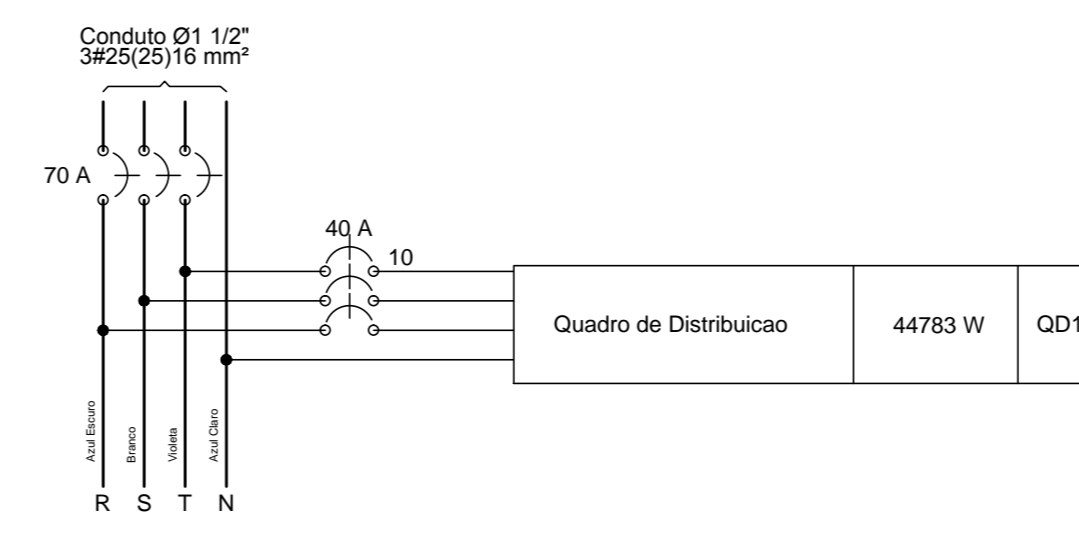 Conduto Ø1 1/2"
3#25(25)16 mm²
70 A
40 A
10
Quadro de Distribuicao
44783 W
QD1
Azul Escuro
Branco
Violeta
Azul Claro
R
S
T
N